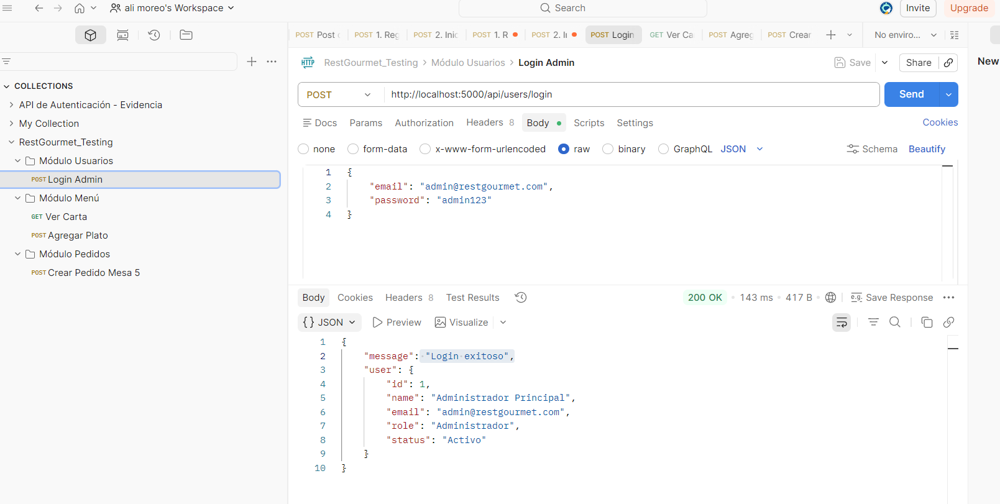 ali moreo's Workspace
Search
Invite
Upgrade
POST Post
POST 1. Reg
POST 2. Inic
POST 1. R
POST 2. I
POST Login
GET Ver Ca
POST Agreg
POST Crear
No enviro...
COLLECTIONS
API de Autenticación - Evidencia
My Collection
RestGourmet_Testing
Módulo Usuarios
POST Login Admin
Módulo Menú
GET Ver Carta
POST Agregar Plato
Módulo Pedidos
POST Crear Pedido Mesa 5
HTTP RestGourmet_Testing > Módulo Usuarios > Login Admin
Save
Share
New
POST http://localhost:5000/api/users/login
Send
Docs Params Authorization Headers 8 Body Scripts Settings
Cookies
none form-data x-www-form-urlencoded raw binary GraphQL JSON
Schema Beautify
1 {
2 "email": "admin@restgourmet.com",
3 "password": "admin123"
4 }
Body Cookies Headers 8 Test Results
200 OK • 143 ms • 417 B •
e.g. Save Response
{} JSON Preview Visualize
1 {
2 "message": "Login exitoso",
3 "user": {
4 "id": 1,
5 "name": "Administrador Principal",
6 "email": "admin@restgourmet.com",
7 "role": "Administrador",
8 "status": "Activo"
9 }
10 }